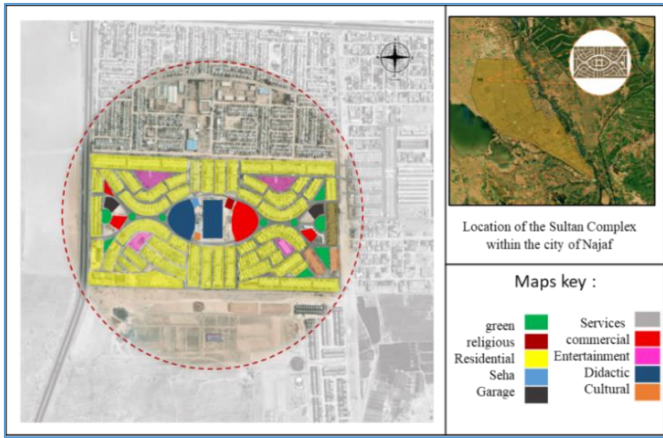 Location of the Sultan Complex
within the city of Najaf
Maps key :
green
religious
Residential
Seha
Garage
Services
commercial
Entertainment
Didactic
Cultural